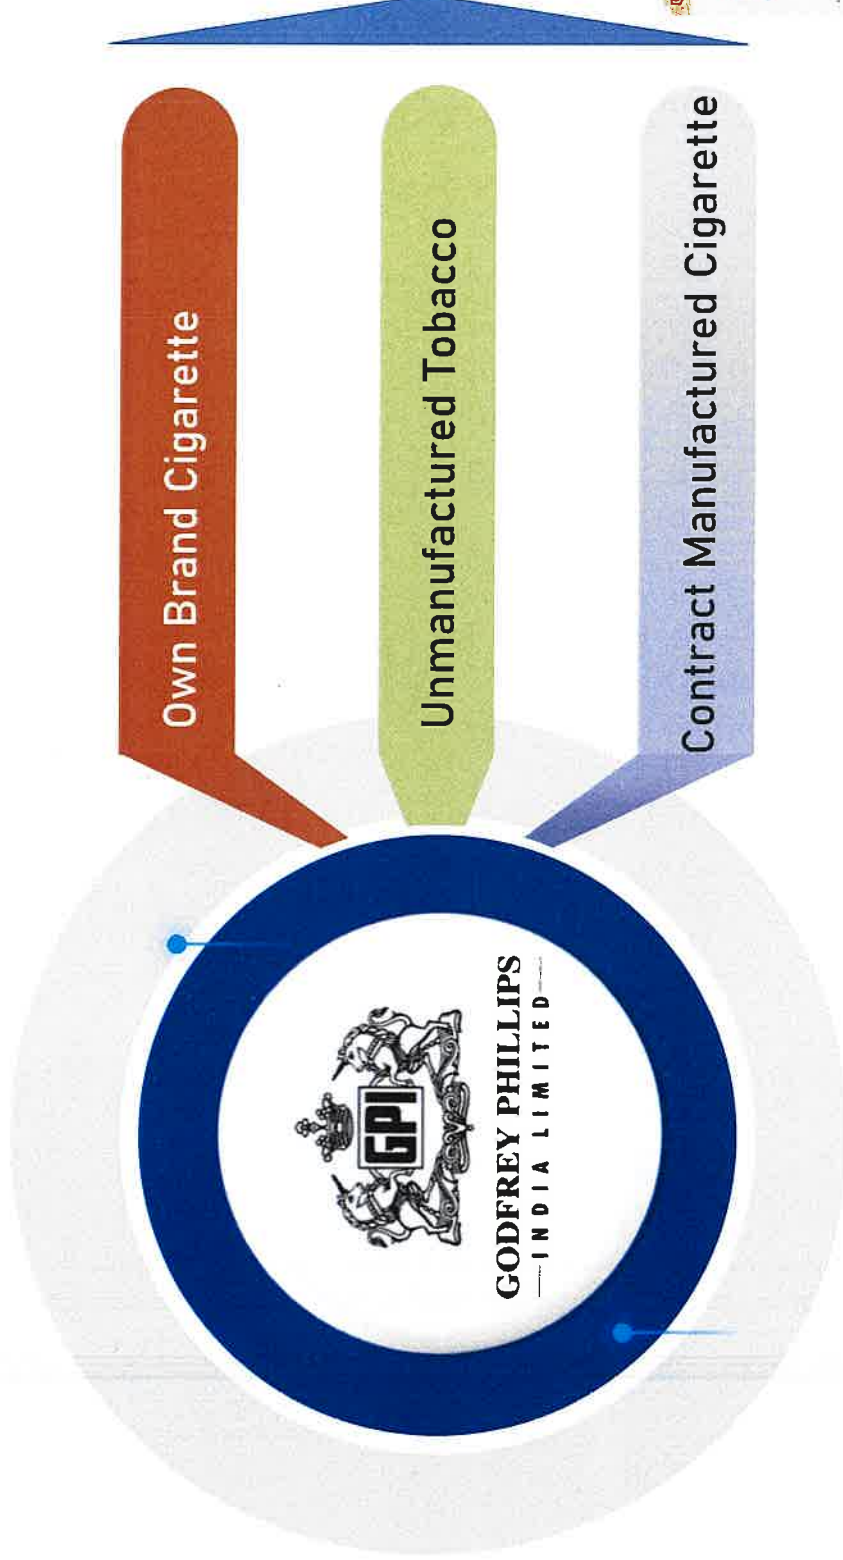 GPI
GODFREY PHILLIPS
INDIA LIMITED
Own Brand Cigarette
Unmanufactured Tobacco
Contract Manufactured Cigarette